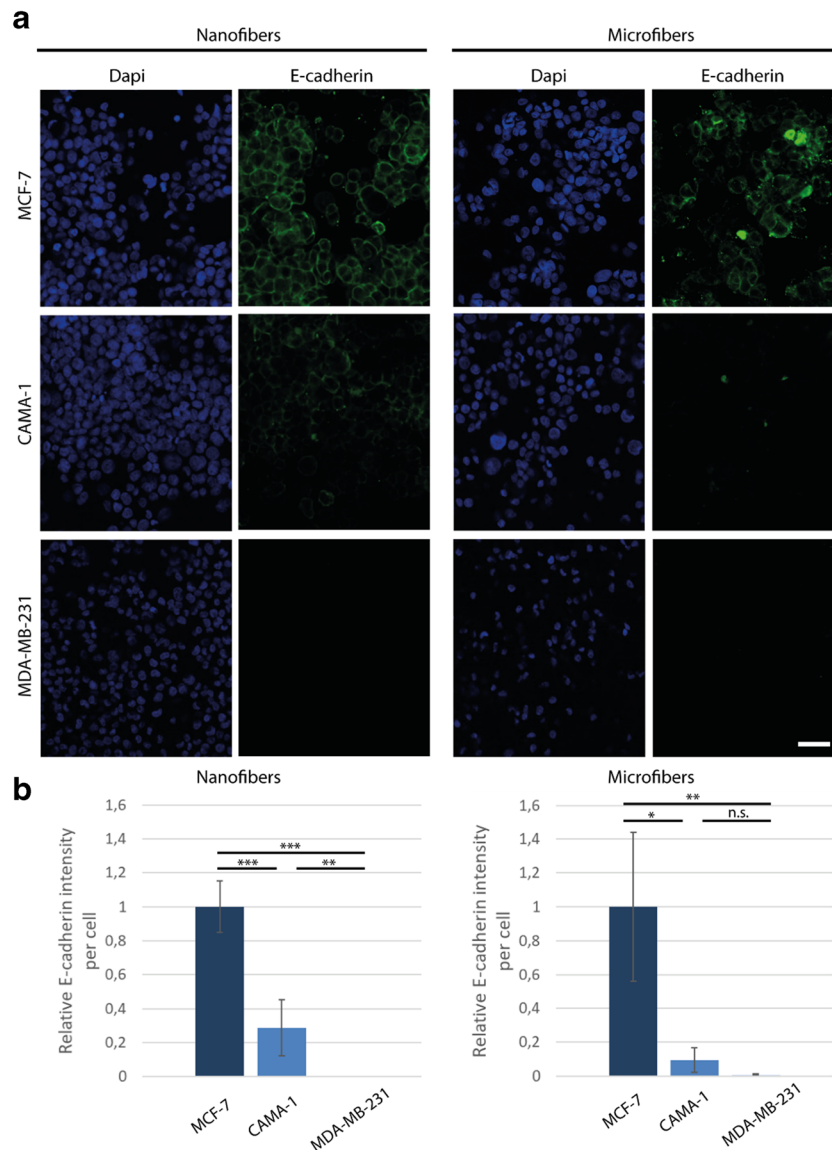 a
Nanofibers
Microfibers
Dapi
E-cadherin
Dapi
E-cadherin
MCF-7
CAMA-1
MDA-MB-231
b
Nanofibers
Microfibers
Relative E-cadherin intensity
per cell
1,6
1,4
1,2
1
0,8
0,6
0,4
0,2
0
***
***
**
MCF-7
CAMA-1
MDA-MB-231
Relative E-cadherin intensity
per cell
1,6
1,4
1,2
1
0,8
0,6
0,4
0,2
0
**
*
n.s.
MCF-7
CAMA-1
MDA-MB-231